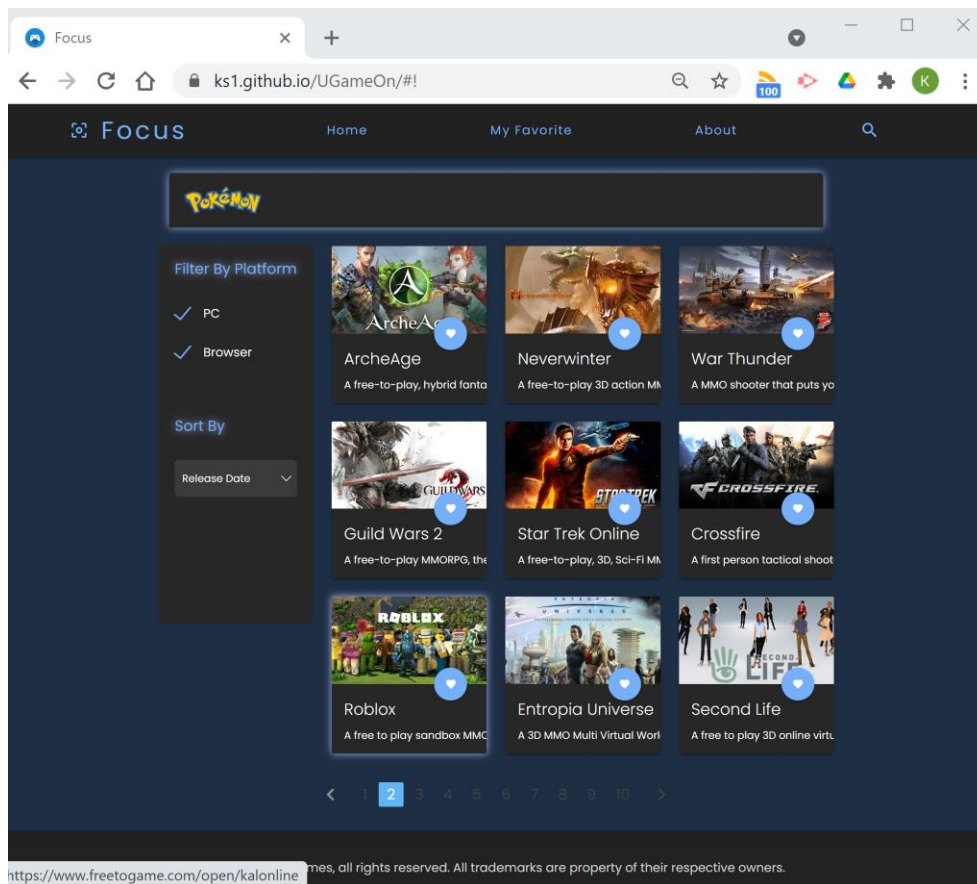 Focus
ks1.github.io/UGameOn/#!
100
K
Focus
Home
My Favorite
About
POKéMON
Filter By Platform
PC
Browser
Sort By
Release Date
A
ArcheAge
A free-to-play, hybrid fanta
Neverwinter
A free-to-play 3D action MM
War Thunder
A MMO shooter that puts yo
GUILD WARS
2
Guild Wars 2
A free-to-play MMORPG, the
STAR TREK
Star Trek Online
A free-to-play, 3D, Sci-Fi MM
CF CROSSFIRE.
Crossfire
A first person tactical shoot
ROBLOX
Roblox
A free to play sandbox MMO
ENTROPIA
UNIVERSE
Entropia Universe
A 3D MMO Multi Virtual Worl
SECOND
LIFE
Second Life
A free to play 3D online virtu
1 2 3 4 5 6 7 8 9 10
https://www.freetogame.com/open/kalonline
mes, all rights reserved. All trademarks are property of their respective owners.